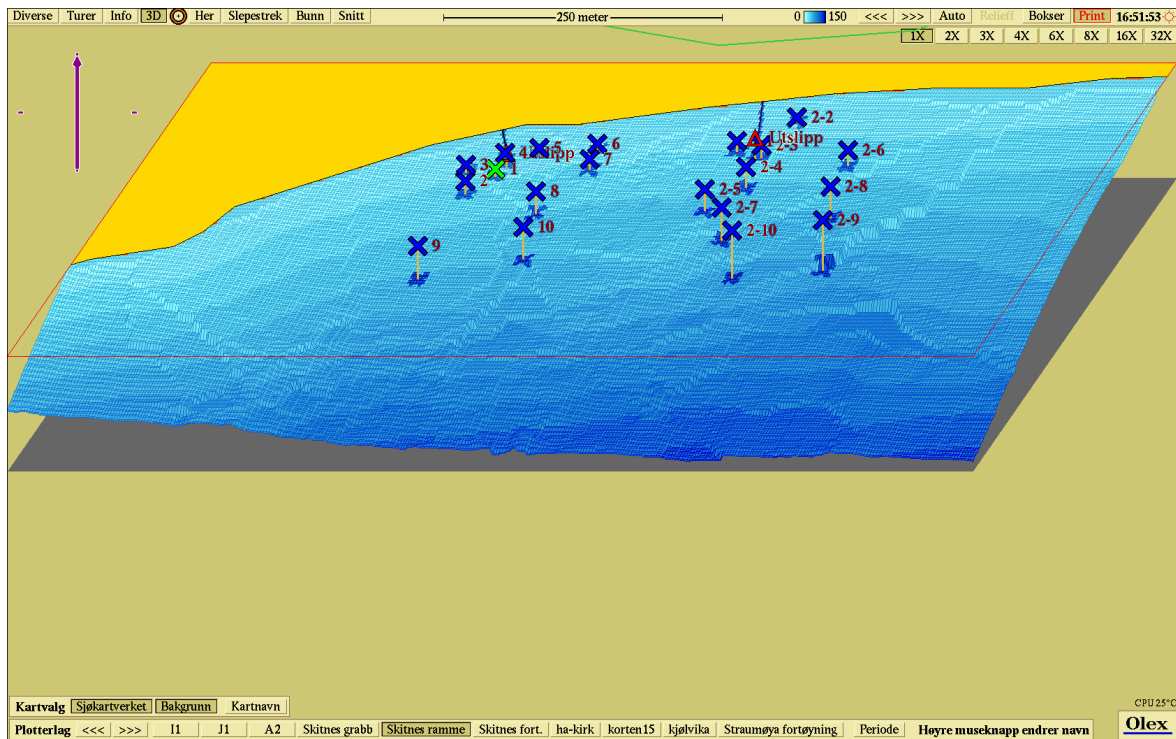 Diverse Turer Info 3D Her Slepestrek Bunn Snitt 250 meter 0 150 <<< >>> Auto Relieff Bokser Print 16:51:53
1X 2X 3X 4X 6X 8X 16X 32X
2-2
Utslipp
2-3
6
5
4
7
2-6
3
1
2-4
2
8
2-5
2-8
2-7
2-9
10
2-10
9
Kartvalg Sjøkartverket Bakgrunn Kartnavn
CPU 25°C
Plotterlag <<< >>> I1 J1 A2 Skitnes grabb Skitnes ramme Skitnes fort. ha-kirk korten15 kjølvika Straumøya fortøyning Periode Høyre museknapp endrer navn
Olex